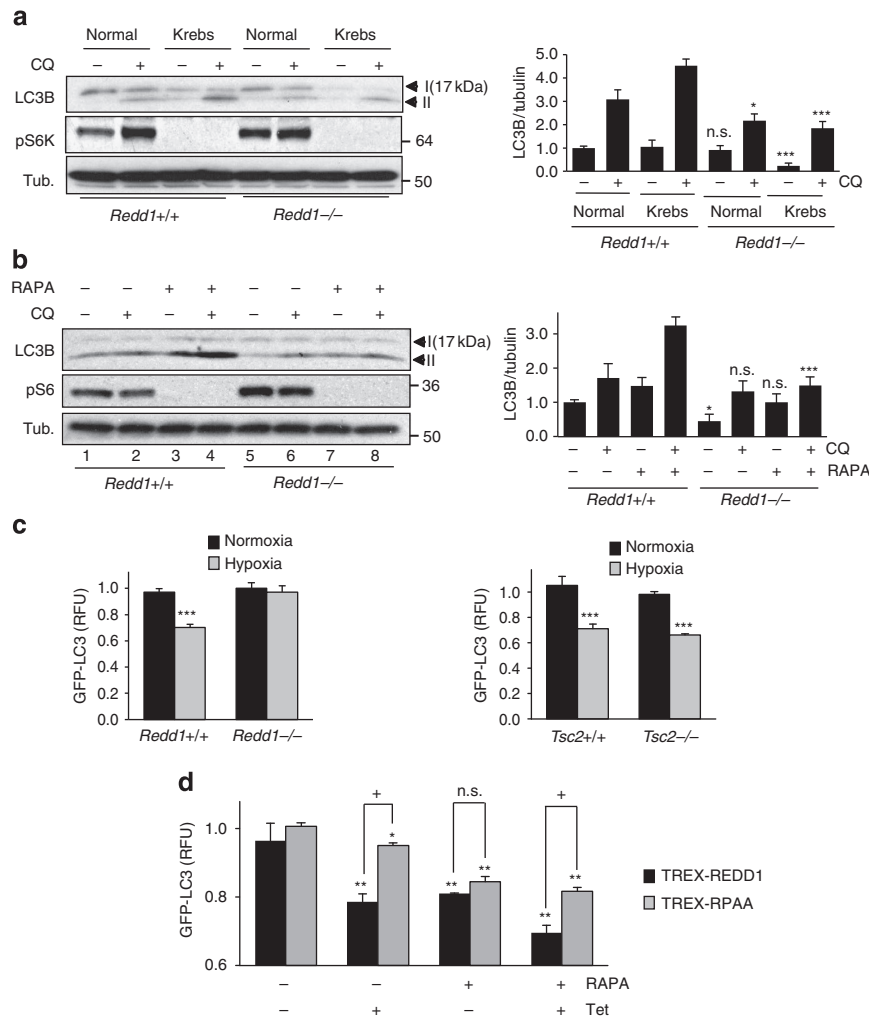 a
Normal Krebs Normal Krebs
CQ – + – + – + – +
LC3B I(17 kDa)
II
pS6K 64
Tub. 50
Redd1+/+ Redd1–/–
LC3B/tubulin
5.0
4.0
3.0
2.0
1.0
0.0
n.s. * *** ***
– + – + – + – + CQ
Normal Krebs Normal Krebs
Redd1+/+ Redd1–/–
b
RAPA – – + + – – + +
CQ – + – + – + – +
LC3B I(17 kDa)
II
pS6 36
Tub. 50
1 2 3 4 5 6 7 8
Redd1+/+ Redd1–/–
LC3B/tubulin
3.0
2.0
1.0
0.0
* n.s. n.s. ***
– + – + – + – + CQ
– – + + – – + + RAPA
Redd1+/+ Redd1–/–
c
Normoxia
Hypoxia
GFP-LC3 (RFU)
1.0
0.8
0.6
0.4
0.2
0.0
***
Redd1+/+ Redd1–/–
Normoxia
Hypoxia
GFP-LC3 (RFU)
1.0
0.8
0.6
0.4
0.2
0.0
*** ***
Tsc2+/+ Tsc2–/–
d
GFP-LC3 (RFU)
1.0
0.8
0.6
+ n.s. +
** * ** ** ** **
TREX-REDD1
TREX-RPAA
– – + + RAPA
– + – + Tet